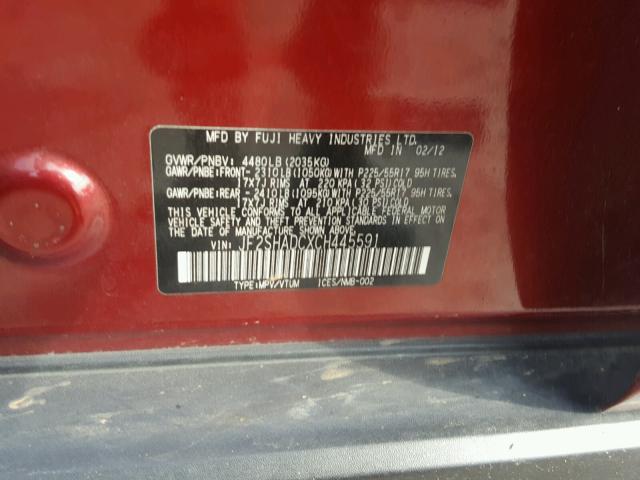 MFD BY FUJI HEAVY INDUSTRIES LTD.
MFD IN 02/12
GVWR/PNBV: 4480LB(2035KG)
GAWR/PNBE:FRONT- 2310LB(1050KG)WITH P225/55R17 95H TIRES,
17X7J RIMS AT 220 KPA(32 PSI)COLD
GAWR/PNBE:REAR - 2410LB(1095KG)WITH P225/55R17 95H TIRES,
17X7J RIMS AT 210 KPA(30 PSI)COLD
THIS VEHICLE CONFORMS TO ALL APPLICABLE FEDERAL MOTOR
VEHICLE SAFETY, BUMPER, AND THEFT PREVENTION STANDARDS IN EFFECT ON
THE DATE OF MANUFACTURE SHOWN ABOVE.
VIN: JF2SHADCXCH445591
TYPE:MPV/VTUM ICES/NMB-002